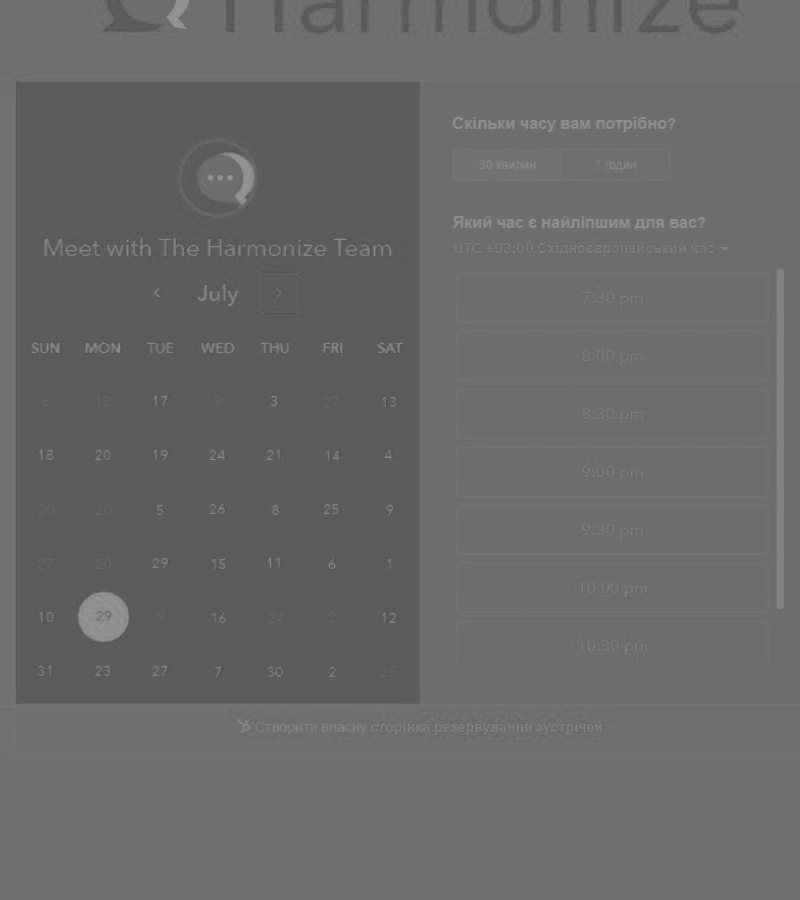 Harmonize
Meet with The Harmonize Team
July
SUN MON TUE WED THU FRI SAT
6 12 17 9 3 27 13
18 20 19 24 21 14 4
20 20 5 26 8 25 9
27 20 29 15 11 6 1
10 29 9 16 24 2 12
31 23 27 7 30 2 25
Скільки часу вам потрібно?
30 хвилин 1 годин
Який час є найліпшим для вас?
UTC +03:00 Східноєвропейський час
7:30 pm
8:00 pm
8:30 pm
9:00 pm
9:30 pm
10:00 pm
10:30 pm
Створити власну сторінка резервування зустрічей